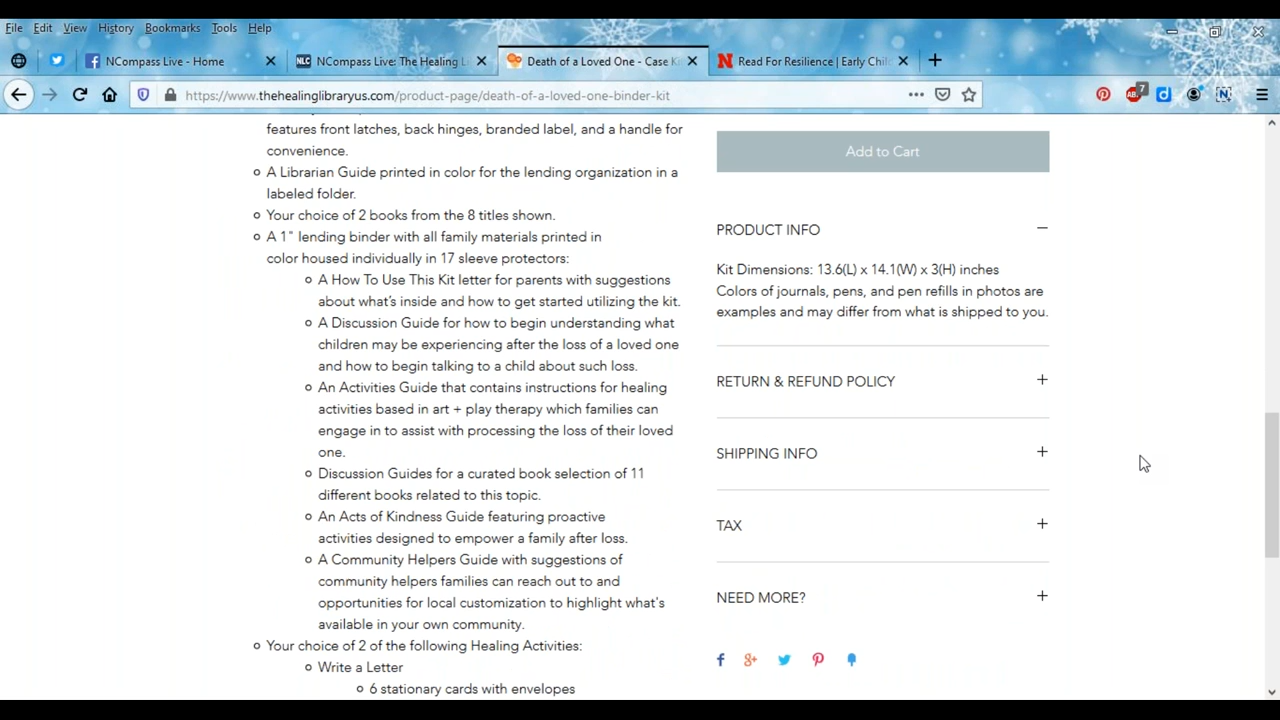 File Edit View History Bookmarks Tools Help
NCompass Live - Home
NCompass Live: The Healing L
Death of a Loved One - Case K
Read For Resilience | Early Chil
https://www.thehealinglibraryus.com/product-page/death-of-a-loved-one-binder-kit
features front latches, back hinges, branded label, and a handle for
convenience.
A Librarian Guide printed in color for the lending organization in a
labeled folder.
Your choice of 2 books from the 8 titles shown.
A 1" lending binder with all family materials printed in
color housed individually in 17 sleeve protectors:
A How To Use This Kit letter for parents with suggestions
about what's inside and how to get started utilizing the kit.
A Discussion Guide for how to begin understanding what
children may be experiencing after the loss of a loved one
and how to begin talking to a child about such loss.
An Activities Guide that contains instructions for healing
activities based in art + play therapy which families can
engage in to assist with processing the loss of their loved
one.
Discussion Guides for a curated book selection of 11
different books related to this topic.
An Acts of Kindness Guide featuring proactive
activities designed to empower a family after loss.
A Community Helpers Guide with suggestions of
community helpers families can reach out to and
opportunities for local customization to highlight what's
available in your own community.
Your choice of 2 of the following Healing Activities:
Write a Letter
6 stationary cards with envelopes
Add to Cart
PRODUCT INFO
Kit Dimensions: 13.6(L) x 14.1(W) x 3(H) inches
Colors of journals, pens, and pen refills in photos are
examples and may differ from what is shipped to you.
RETURN & REFUND POLICY
SHIPPING INFO
TAX
NEED MORE?